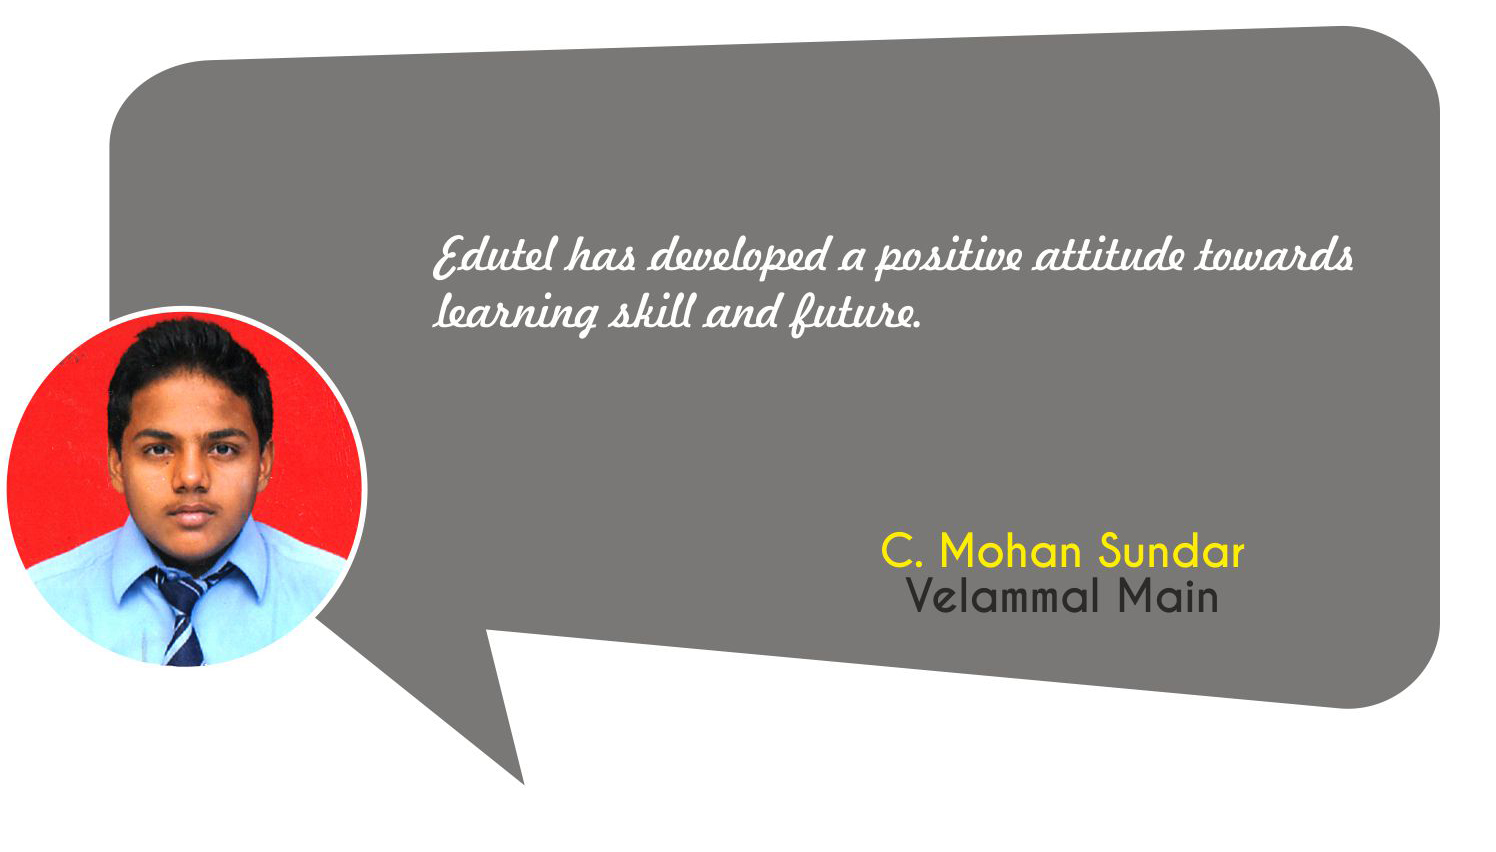 Edutel has developed a positive attitude towards
learning skill and future.
C. Mohan Sundar
Velammal Main